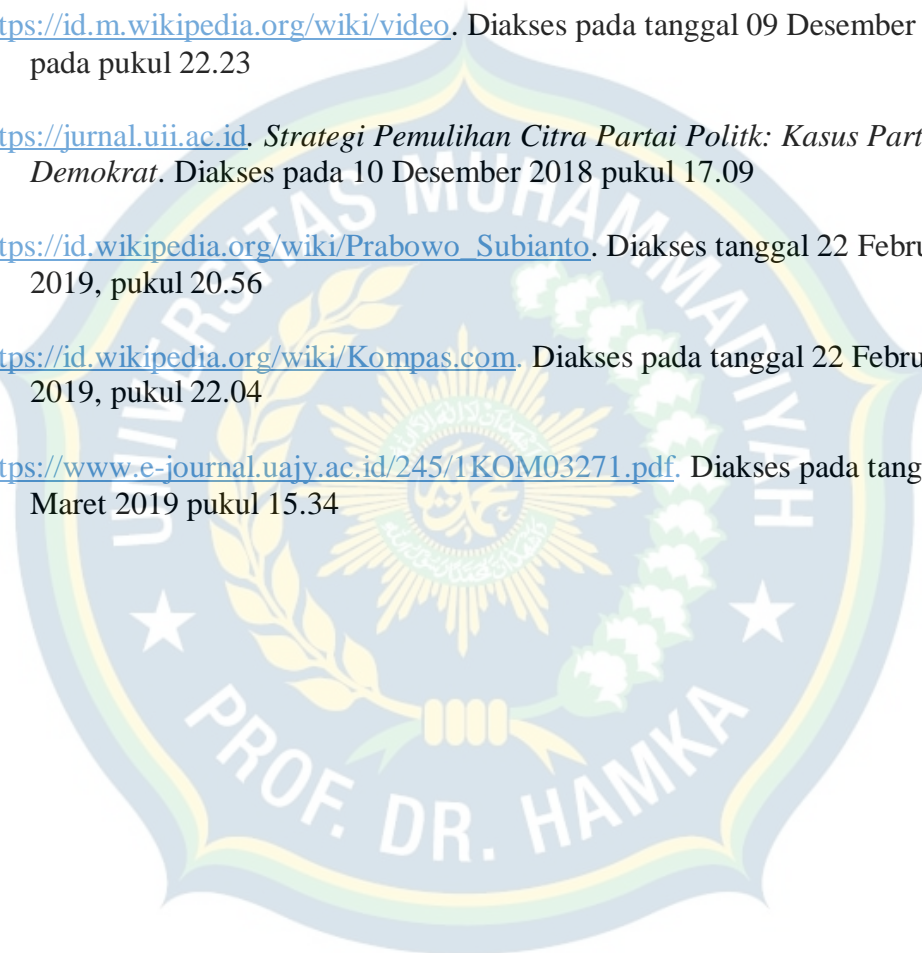 tps://id.m.wikipedia.org/wiki/video. Diakses pada tanggal 09 Desember
pada pukul 22.23
tps://jurnal.uii.ac.id. Strategi Pemulihan Citra Partai Politk: Kasus Part
Demokrat. Diakses pada 10 Desember 2018 pukul 17.09
tps://id.wikipedia.org/wiki/Prabowo_Subianto. Diakses tanggal 22 Febru
2019, pukul 20.56
tps://id.wikipedia.org/wiki/Kompas.com. Diakses pada tanggal 22 Febru
2019, pukul 22.04
tps://www.e-journal.uajy.ac.id/245/1KOM03271.pdf. Diakses pada tang
Maret 2019 pukul 15.34
UNIVERSITAS MUHAMMADIYAH
PROF. DR. HAMKA